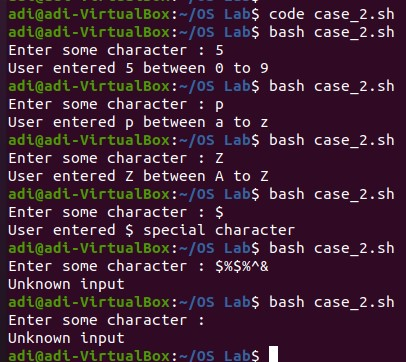 adi@adi-VirtualBox:~/OS Lab$ code case_2.sh
adi@adi-VirtualBox:~/OS Lab$ bash case_2.sh
Enter some character : 5
User entered 5 between 0 to 9
adi@adi-VirtualBox:~/OS Lab$ bash case_2.sh
Enter some character : p
User entered p between a to z
adi@adi-VirtualBox:~/OS Lab$ bash case_2.sh
Enter some character : Z
User entered Z between A to Z
adi@adi-VirtualBox:~/OS Lab$ bash case_2.sh
Enter some character : $
User entered $ special character
adi@adi-VirtualBox:~/OS Lab$ bash case_2.sh
Enter some character : $%$%^&
Unknown input
adi@adi-VirtualBox:~/OS Lab$ bash case_2.sh
Enter some character :
Unknown input
adi@adi-VirtualBox:~/OS Lab$